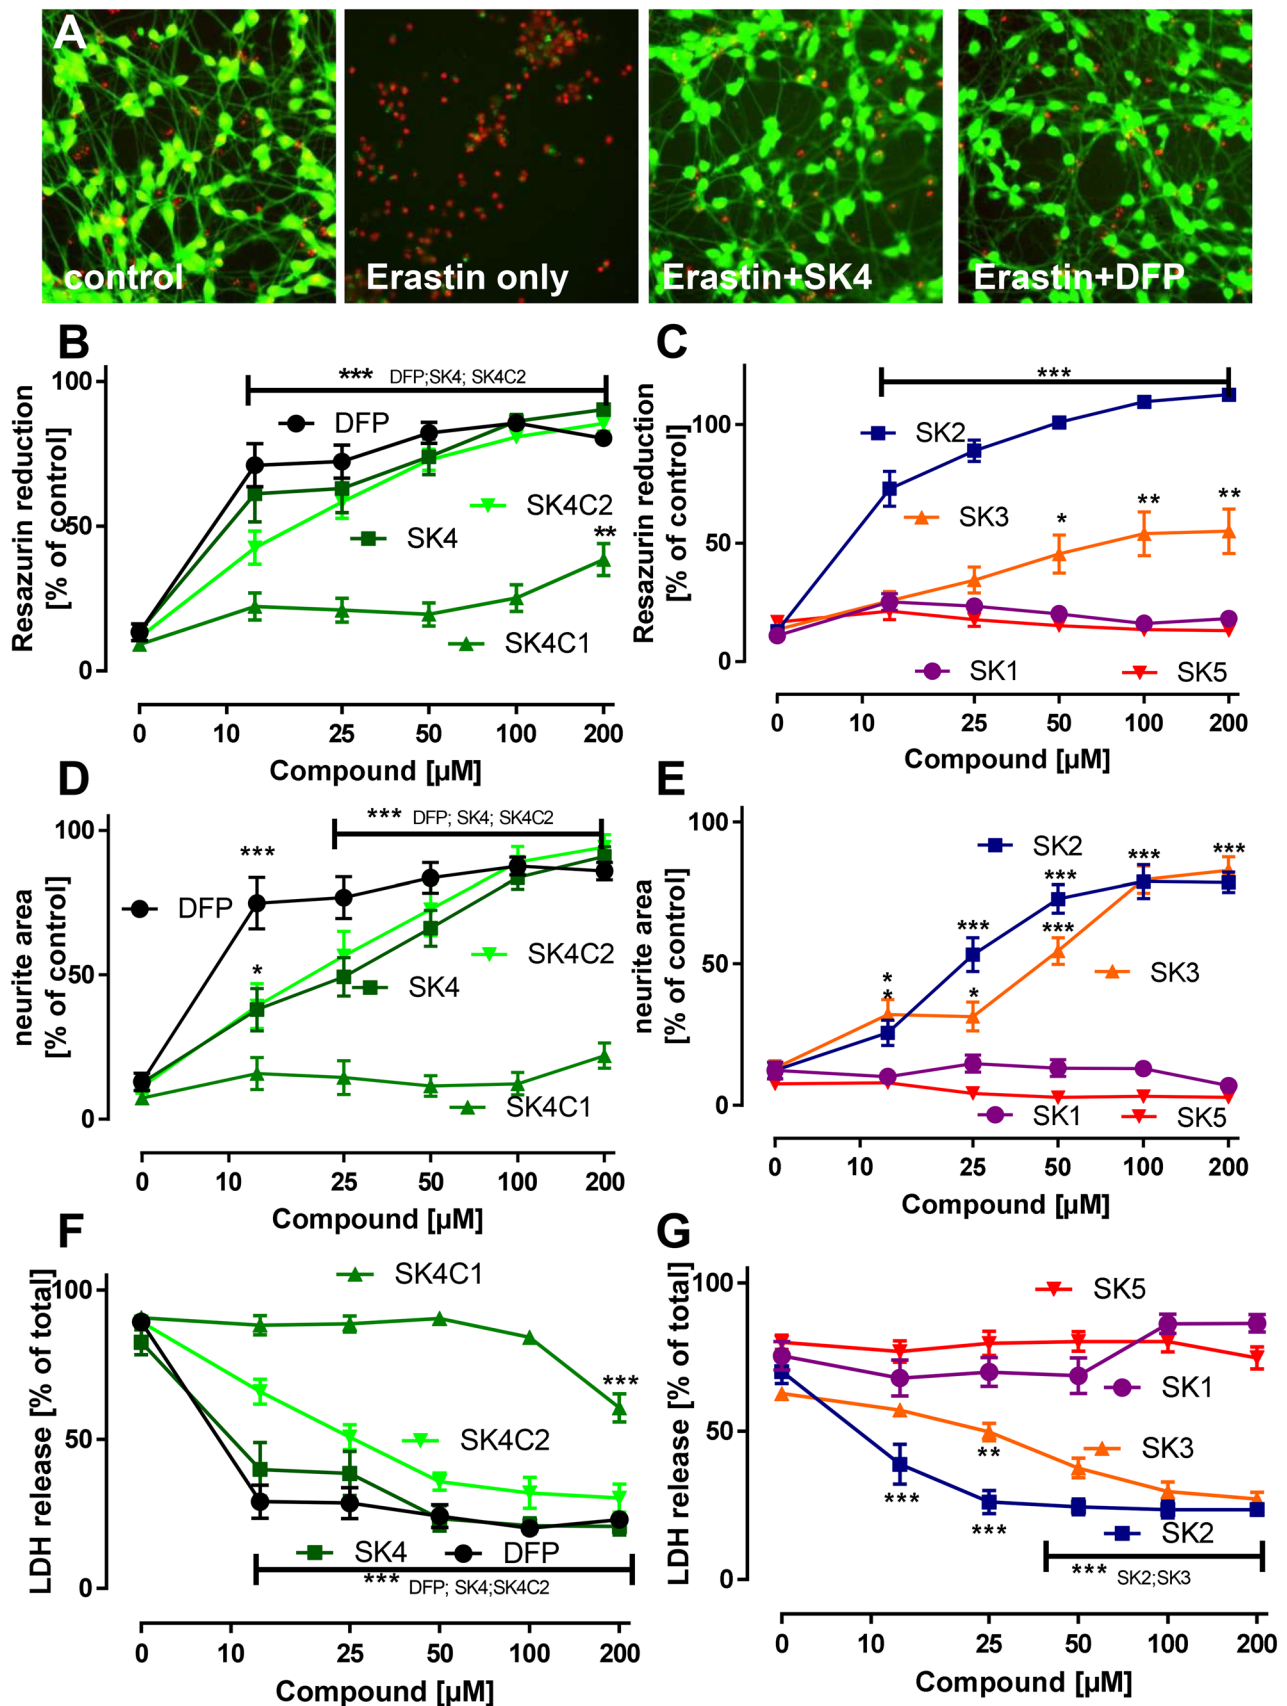 A
control
Erastin only
Erastin+SK4
Erastin+DFP
B
Resazurin reduction
[% of control]
100
50
0
*** DFP;SK4; SK4C2
DFP
SK4C2
SK4
**
SK4C1
0 10 25 50 100 200
Compound [µM]
C
Resazurin reduction
[% of control]
100
50
0
***
SK2
SK3
* ** **
SK1
SK5
0 10 25 50 100 200
Compound [µM]
D
neurite area
[% of control]
100
50
0
*** DFP; SK4; SK4C2
***
DFP
*
SK4C2
SK4
SK4C1
0 10 25 50 100 200
Compound [µM]
E
neurite area
[% of control]
100
50
0
SK2
*** ***
***
***
***
*
*
*
SK3
SK1
SK5
0 10 25 50 100 200
Compound [µM]
F
LDH release [% of total]
100
50
0
SK4C1
***
SK4C2
SK4
DFP
*** DFP; SK4;SK4C2
0 10 25 50 100 200
Compound [µM]
G
LDH release [% of total]
100
50
0
SK5
SK1
SK3
**
***
***
SK2
*** SK2;SK3
0 10 25 50 100 200
Compound [µM]